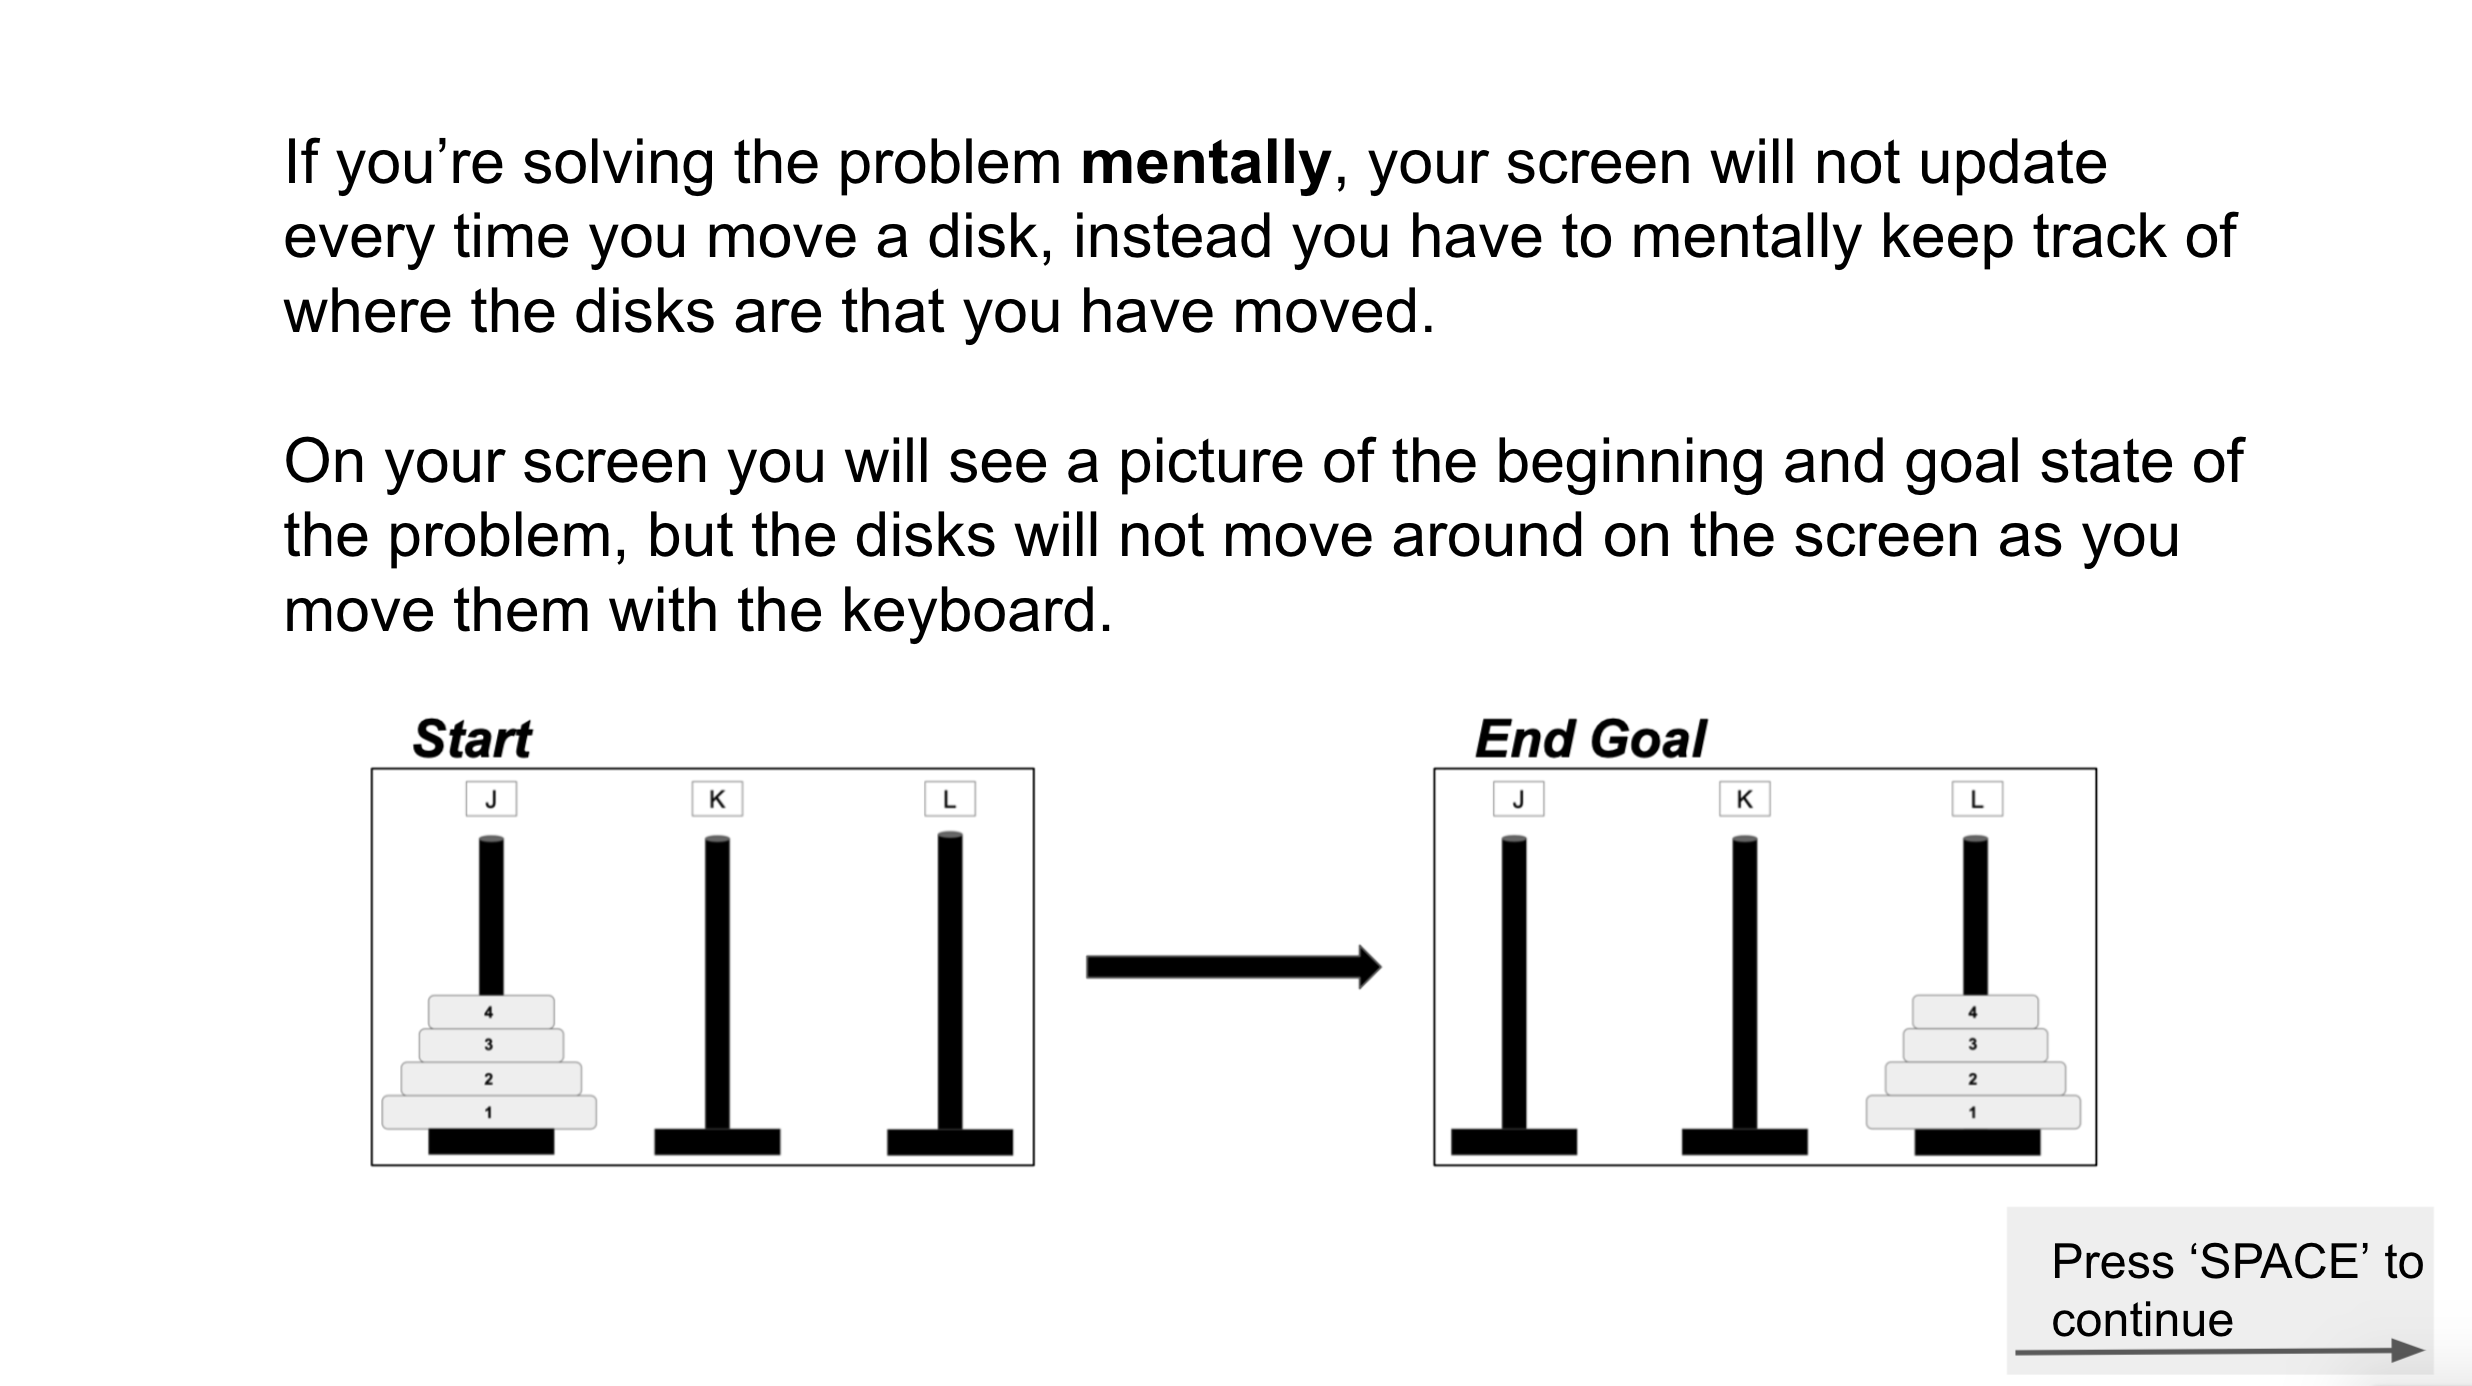 If you’re solving the problem mentally, your screen will not update
every time you move a disk, instead you have to mentally keep track of
where the disks are that you have moved.
On your screen you will see a picture of the beginning and goal state of
the problem, but the disks will not move around on the screen as you
move them with the keyboard.
Start
J K L
4
3
2
1
End Goal
J K L
4
3
2
1
Press ‘SPACE’ to
continue